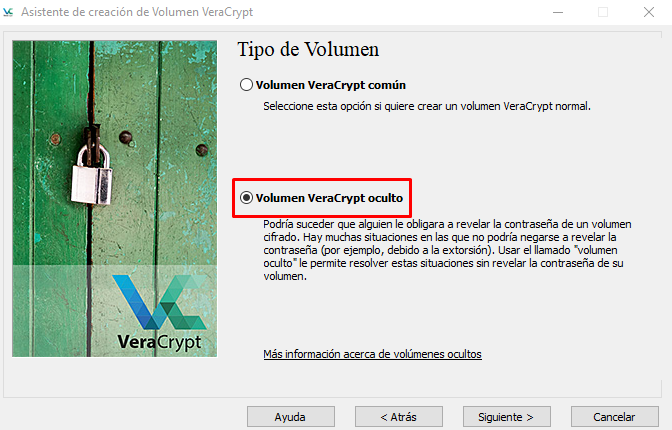 Asistente de creación de Volumen VeraCrypt
Tipo de Volumen
Volumen VeraCrypt común
Seleccione esta opción si quiere crear un volumen VeraCrypt normal.
Volumen VeraCrypt oculto
Podría suceder que alguien le obligara a revelar la contraseña de un volumen
cifrado. Hay muchas situaciones en las que no podría negarse a revelar la
contraseña (por ejemplo, debido a la extorsión). Usar el llamado "volumen
oculto" le permite resolver estas situaciones sin revelar la contraseña de su
volumen.
VeraCrypt
Más información acerca de volúmenes ocultos
Ayuda
< Atrás
Siguiente >
Cancelar